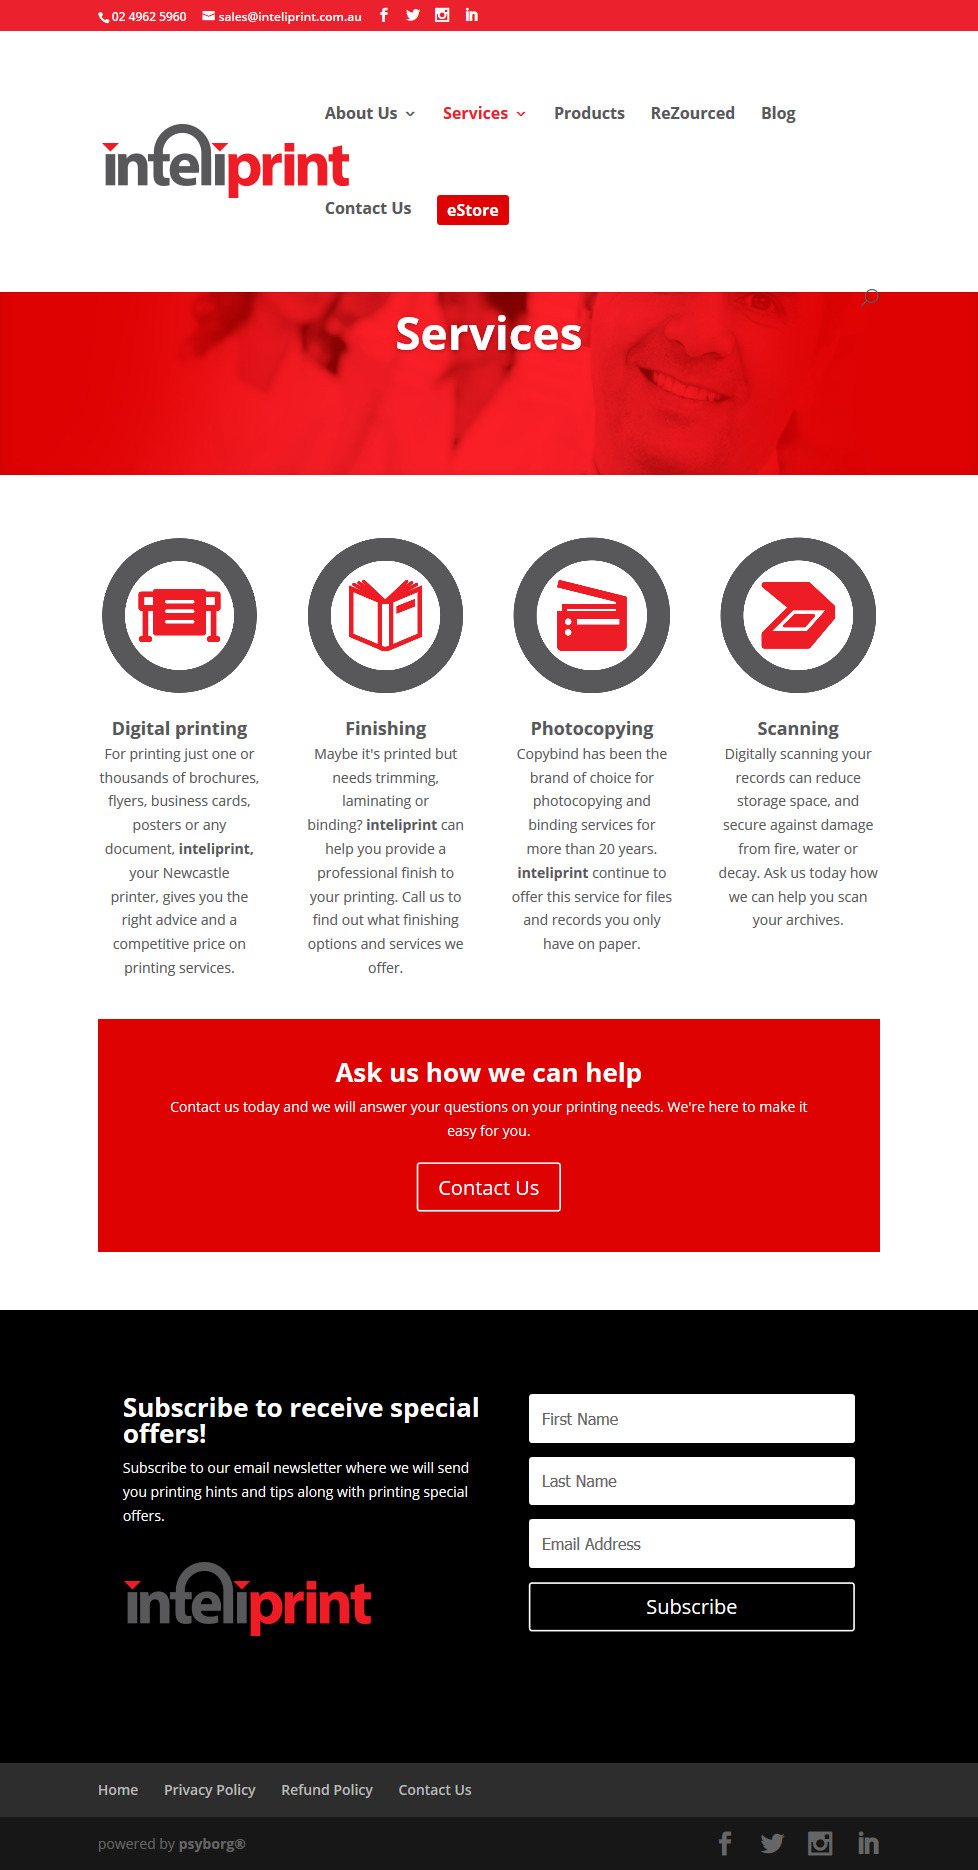 02 4962 5960 sales@inteliprint.com.au
About Us Services Products ReZourced Blog
inteliprint
Contact Us eStore
Services
Digital printing
For printing just one or
thousands of brochures,
flyers, business cards,
posters or any
document, inteliprint,
your Newcastle
printer, gives you the
right advice and a
competitive price on
printing services.
Finishing
Maybe it's printed but
needs trimming,
laminating or
binding? inteliprint can
help you provide a
professional finish to
your printing. Call us to
find out what finishing
options and services we
offer.
Photocopying
Copybind has been the
brand of choice for
photocopying and
binding services for
more than 20 years.
inteliprint continue to
offer this service for files
and records you only
have on paper.
Scanning
Digitally scanning your
records can reduce
storage space, and
secure against damage
from fire, water or
decay. Ask us today how
we can help you scan
your archives.
Ask us how we can help
Contact us today and we will answer your questions on your printing needs. We're here to make it
easy for you.
Contact Us
Subscribe to receive special
offers!
Subscribe to our email newsletter where we will send
you printing hints and tips along with printing special
offers.
inteliprint
First Name
Last Name
Email Address
Subscribe
Home Privacy Policy Refund Policy Contact Us
powered by psyborg®